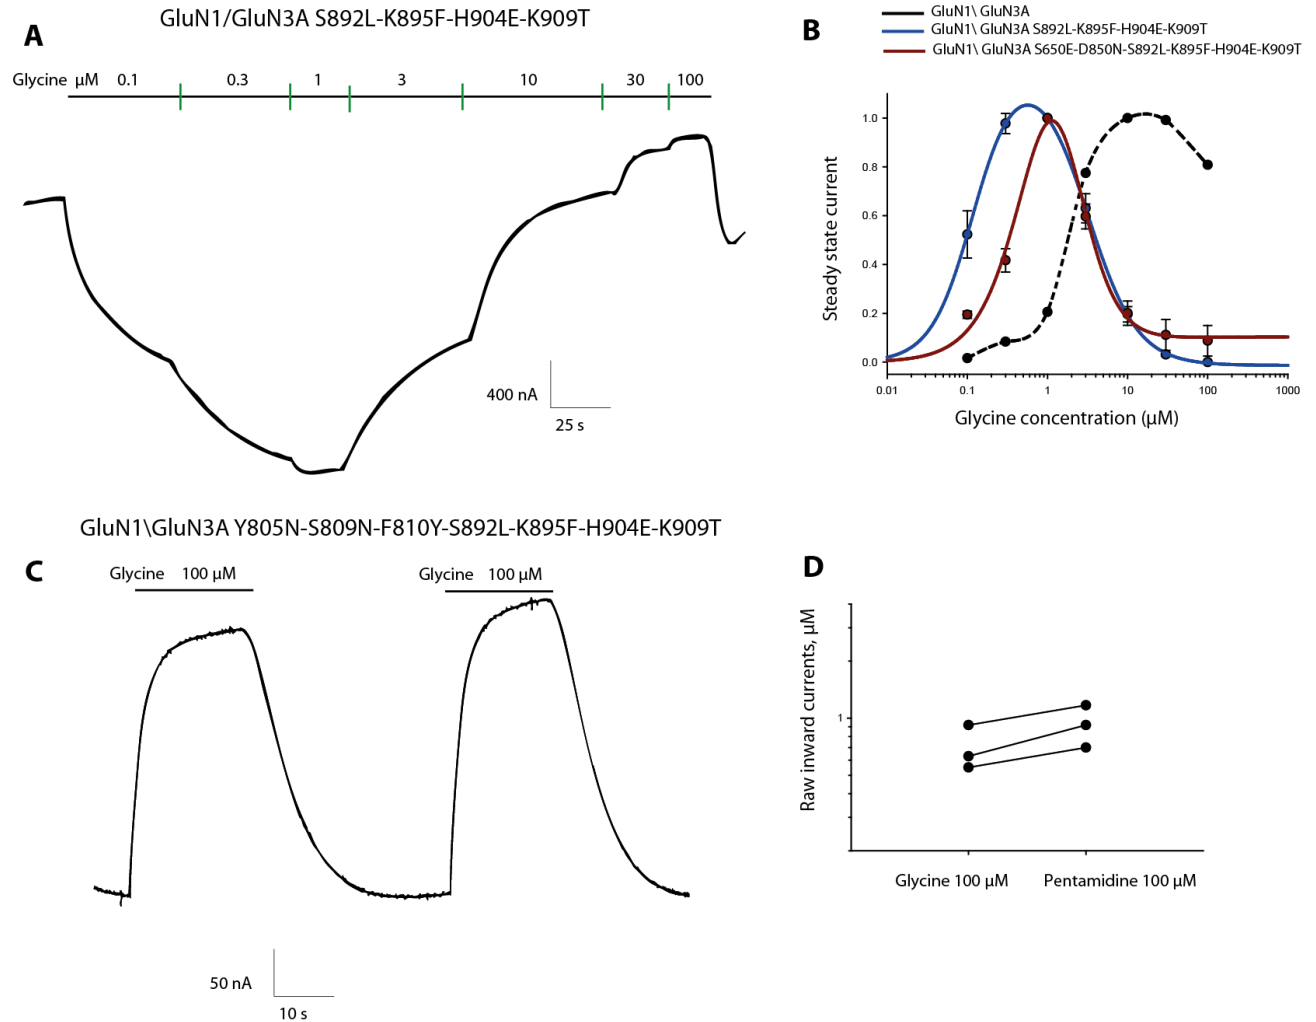 A
GluN1/GluN3A S892L-K895F-H904E-K909T
Glycine µM 0.1 0.3 1 3 10 30 100
400 nA
25 s
B
GluN1\ GluN3A
GluN1\ GluN3A S892L-K895F-H904E-K909T
GluN1\ GluN3A S650E-D850N-S892L-K895F-H904E-K909T
Steady state current
1.0
0.8
0.6
0.4
0.2
0.0
0.01 0.1 1 10 100 1000
Glycine concentration (µM)
GluN1\GluN3A Y805N-S809N-F810Y-S892L-K895F-H904E-K909T
C
Glycine 100 µM Glycine 100 µM
50 nA
10 s
D
Raw inward currents, µM
1
Glycine 100 µM Pentamidine 100 µM